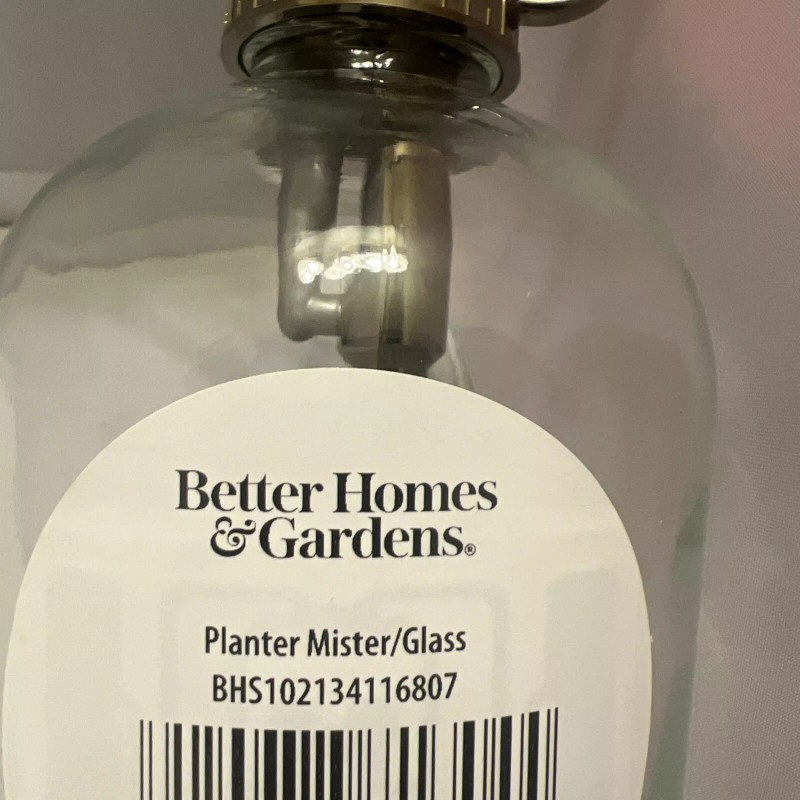 Better Homes
&Gardens®
Planter Mister/Glass
BHS102134116807